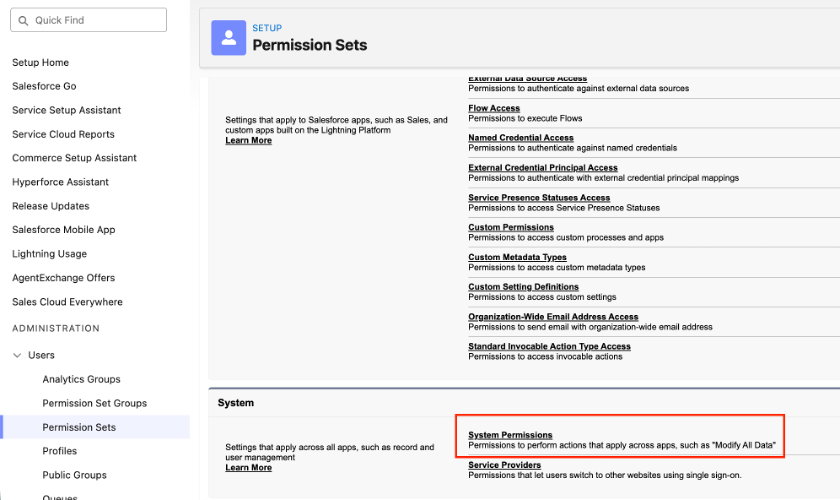 Quick Find
Setup Home
Salesforce Go
Service Setup Assistant
Service Cloud Reports
Commerce Setup Assistant
Hyperforce Assistant
Release Updates
Salesforce Mobile App
Lightning Usage
AgentExchange Offers
Sales Cloud Everywhere
ADMINISTRATION
Users
Analytics Groups
Permission Set Groups
Permission Sets
Profiles
Public Groups
Queues
SETUP
Permission Sets
Settings that apply to Salesforce apps, such as Sales, and
custom apps built on the Lightning Platform
Learn More
External Data Source Access
Permissions to authenticate against external data sources
Flow Access
Permissions to execute Flows
Named Credential Access
Permissions to authenticate against named credentials
External Credential Principal Access
Permissions to authenticate with external credential principal mappings
Service Presence Statuses Access
Permissions to access Service Presence Statuses
Custom Permissions
Permissions to access custom processes and apps
Custom Metadata Types
Permissions to access custom metadata types
Custom Setting Definitions
Permissions to access custom settings
Organization-Wide Email Address Access
Permissions to send email with organization-wide email address
Standard Invocable Action Type Access
Permissions to access invocable actions
System
Settings that apply across all apps, such as record and
user management
Learn More
System Permissions
Permissions to perform actions that apply across apps, such as "Modify All Data"
Service Providers
Permissions that let users switch to other websites using single sign-on.